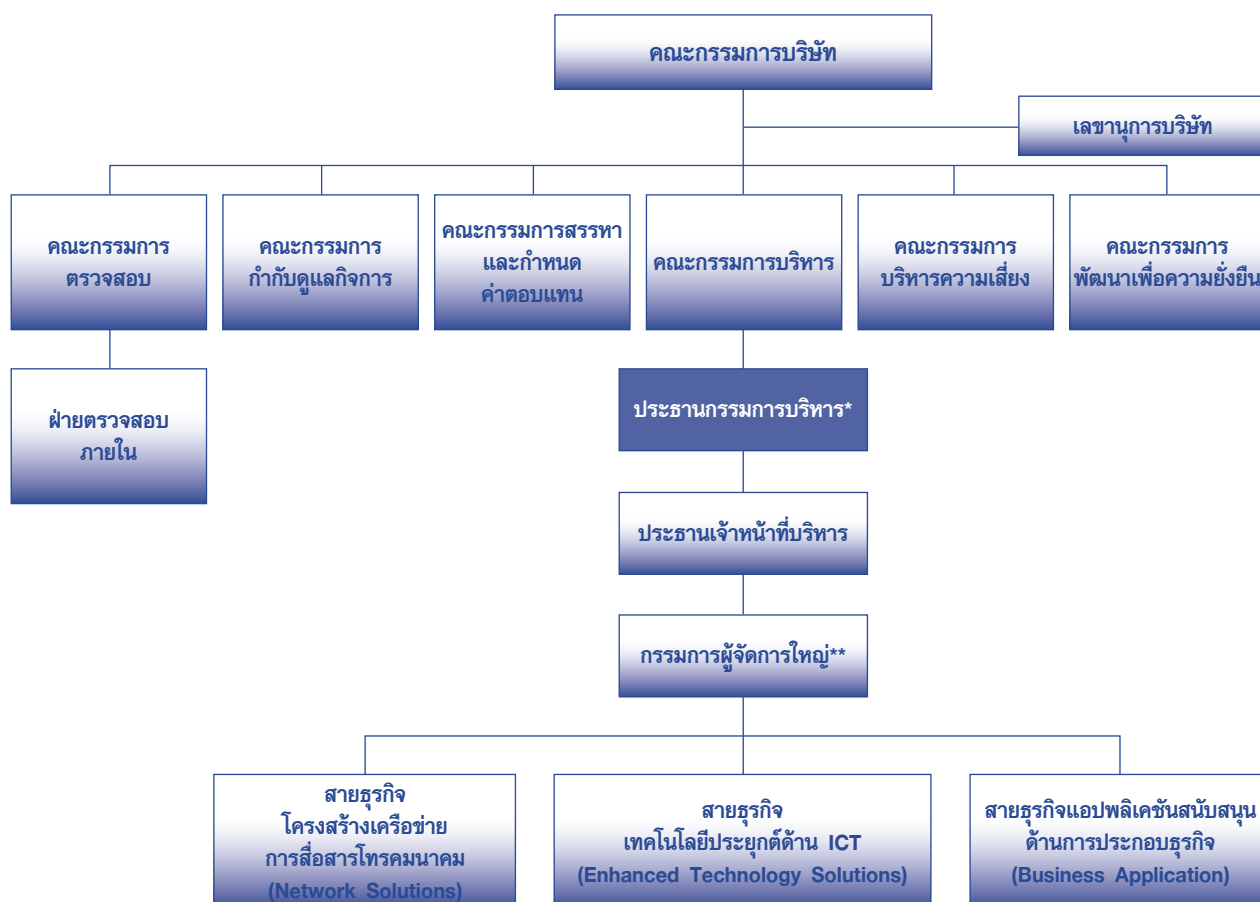 คณะกรรมการบริษัท
เลขานุการบริษัท
คณะกรรมการ
ตรวจสอบ
คณะกรรมการ
กำกับดูแลกิจการ
คณะกรรมการสรรหา
และกำหนด
ค่าตอบแทน
คณะกรรมการบริหาร
คณะกรรมการ
บริหารความเสี่ยง
คณะกรรมการ
พัฒนาเพื่อความยั่งยืน
ฝ่ายตรวจสอบ
ภายใน
ประธานกรรมการบริหาร*
ประธานเจ้าหน้าที่บริหาร
กรรมการผู้จัดการใหญ่**
สายธุรกิจ
โครงสร้างเครือข่าย
การสื่อสารโทรคมนาคม
(Network Solutions)
สายธุรกิจ
เทคโนโลยีประยุกต์ด้าน ICT
(Enhanced Technology Solutions)
สายธุรกิจแอปพลิเคชันสนับสนุน
ด้านการประกอบธุรกิจ
(Business Application)